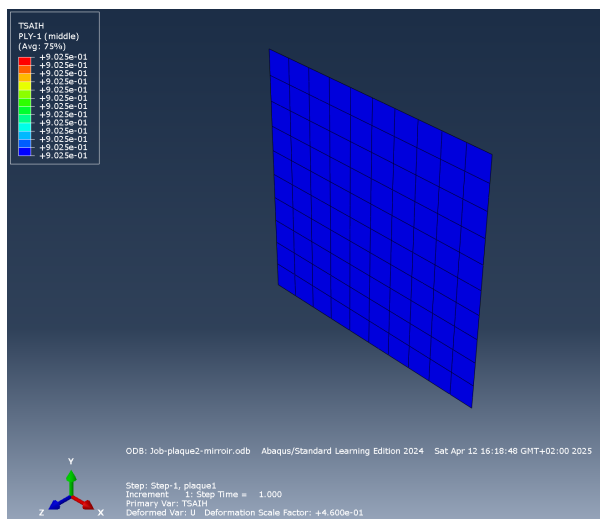 TSAIH
PLY-1 (middle)
(Avg: 75%)
+9.025e-01
+9.025e-01
+9.025e-01
+9.025e-01
+9.025e-01
+9.025e-01
+9.025e-01
+9.025e-01
+9.025e-01
+9.025e-01
+9.025e-01
+9.025e-01
+9.025e-01
ODB: Job-plaque2-mirroir.odb Abaqus/Standard Learning Edition 2024 Sat Apr 12 16:18:48 GMT+02:00 2025
Y
Z
X
Step: Step-1, plaque1
Increment 1: Step Time = 1.000
Primary Var: TSAIH
Deformed Var: U Deformation Scale Factor: +4.600e-01